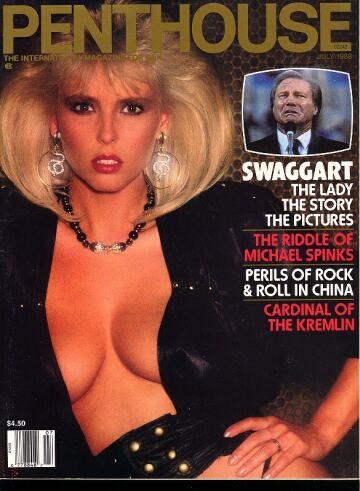 PENTHOUSE
THE INTERNATIONAL MAGAZINE FOR MEN
JULY/1988
SWAGGART
THE LADY
THE STORY
THE PICTURES
THE RIDDLE OF
MICHAEL SPINKS
PERILS OF ROCK
& ROLL IN CHINA
CARDINAL OF
THE KREMLIN
$4.50
07